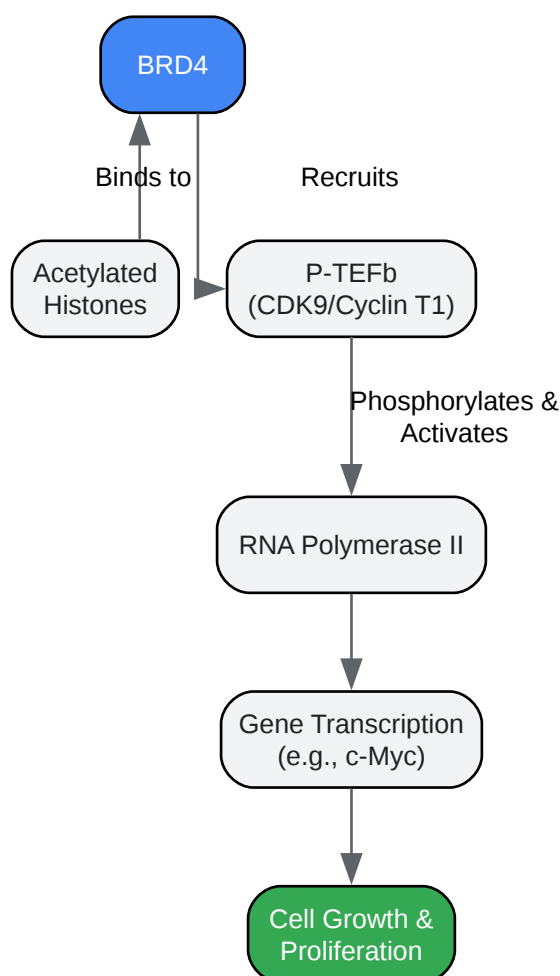 BRD4
Binds to
Recruits
Acetylated
Histones
P-TEFb
(CDK9/Cyclin T1)
Phosphorylates &
Activates
RNA Polymerase II
Gene Transcription
(e.g., c-Myc)
Cell Growth &
Proliferation